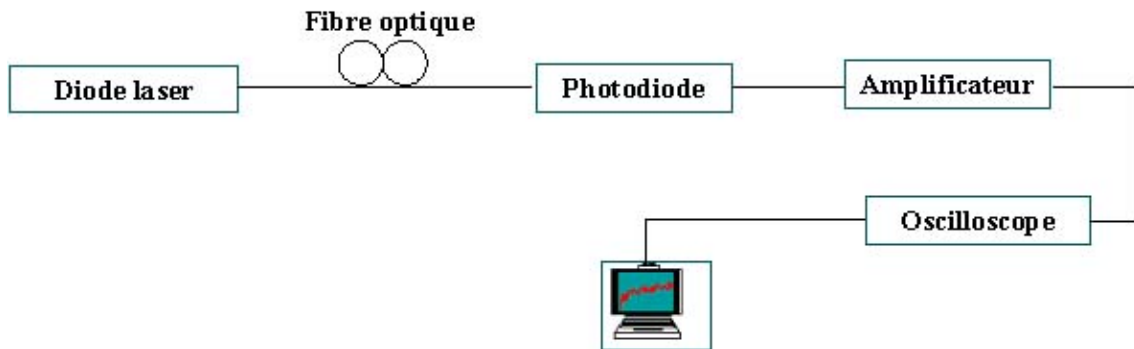 Fibre optique
Diode laser
Photodiode
Amplificateur
Oscilloscope